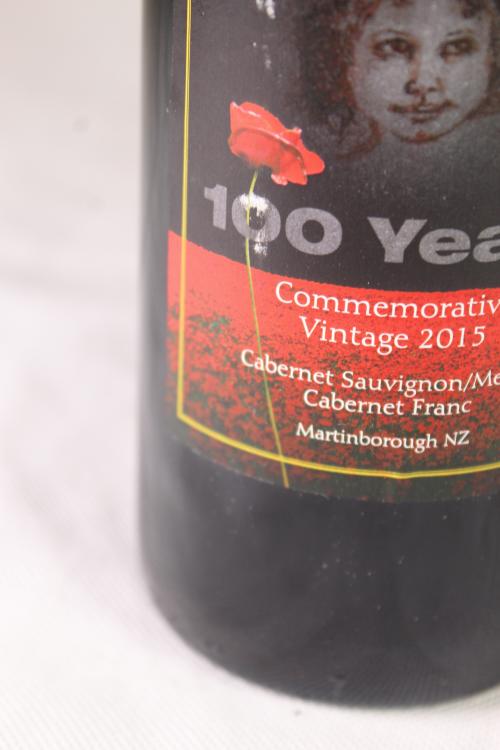 100 Yea
Commemorativ
Vintage 2015
Cabernet Sauvignon/Me
Cabernet Franc
Martinborough NZ